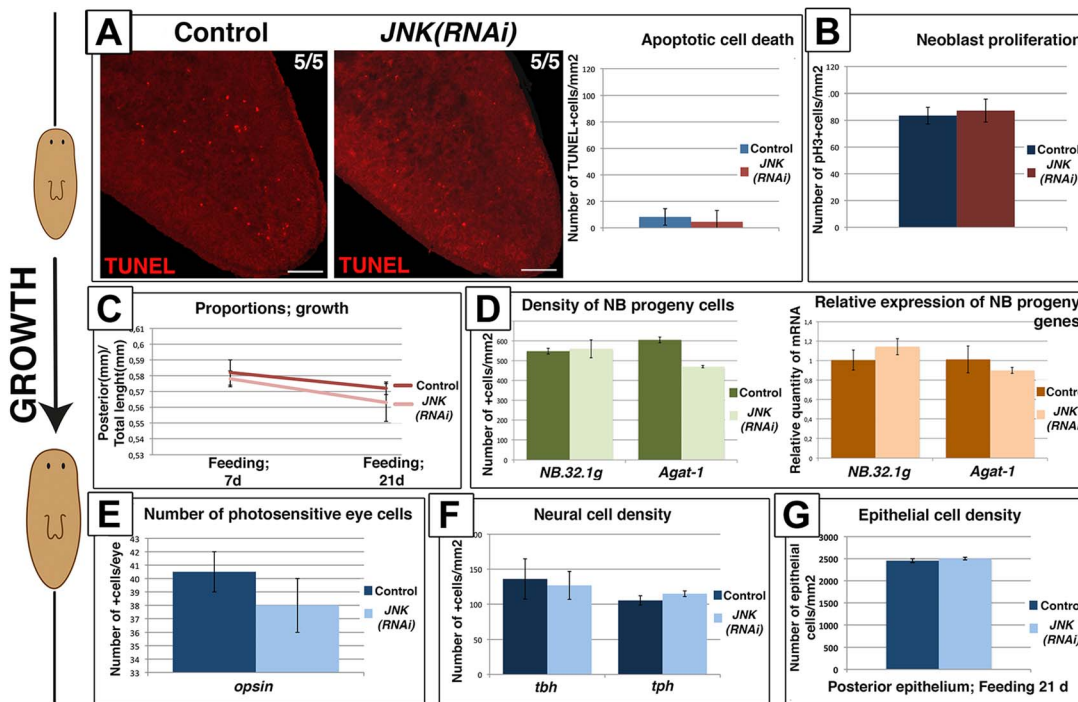 GROWTH
A
Control
JNK(RNAi)
5/5
5/5
TUNEL
TUNEL
Apoptotic cell death
Number of TUNEL+cells/mm2
120
100
80
60
40
20
0
Control
JNK
(RNAi)
B
Neoblast proliferation
Number of pH3+cells/mm2
120
.00
80
60
40
20
0
Control
JNK
(RNAi)
C
Proportions; growth
Posterior(mm)/
Total lenght(mm)
0,61
0,6
0,59
0,58
0,57
0,56
0,55
0,54
0,53
Control
JNK
(RNAi)
Feeding;
7d
Feeding;
21d
D
Density of NB progeny cells
Number of +cells/mm2
600
500
400
300
200
100
0
Control
JNK
(RNAi)
NB.32.1g
Agat-1
Relative expression of NB progeny
genes
Relative quantity of mRNA
1,4
1,2
1
0,8
0,6
0,4
0,2
0
Control
JNK
(RNAi)
NB.32.1g
Agat-1
E
Number of photosensitive eye cells
Number of +cells/eye
43
42
41
40
39
38
37
36
35
34
33
Control
JNK
(RNAi)
opsin
F
Neural cell density
Number of +cells/mm2
150
100
50
0
Control
JNK
(RNAi)
tbh
tph
G
Epithelial cell density
Number of epithelial
cells/mm2
3000
2500
2000
1500
1000
500
0
Control
JNK
(RNAi)
Posterior epithelium; Feeding 21 d